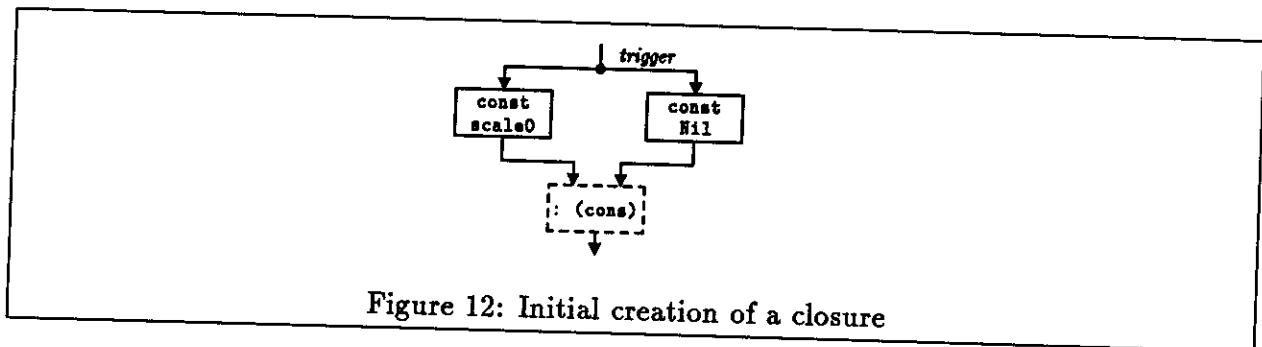 trigger
const
scale0
const
Nil
: (cons)
Figure 12: Initial creation of a closure